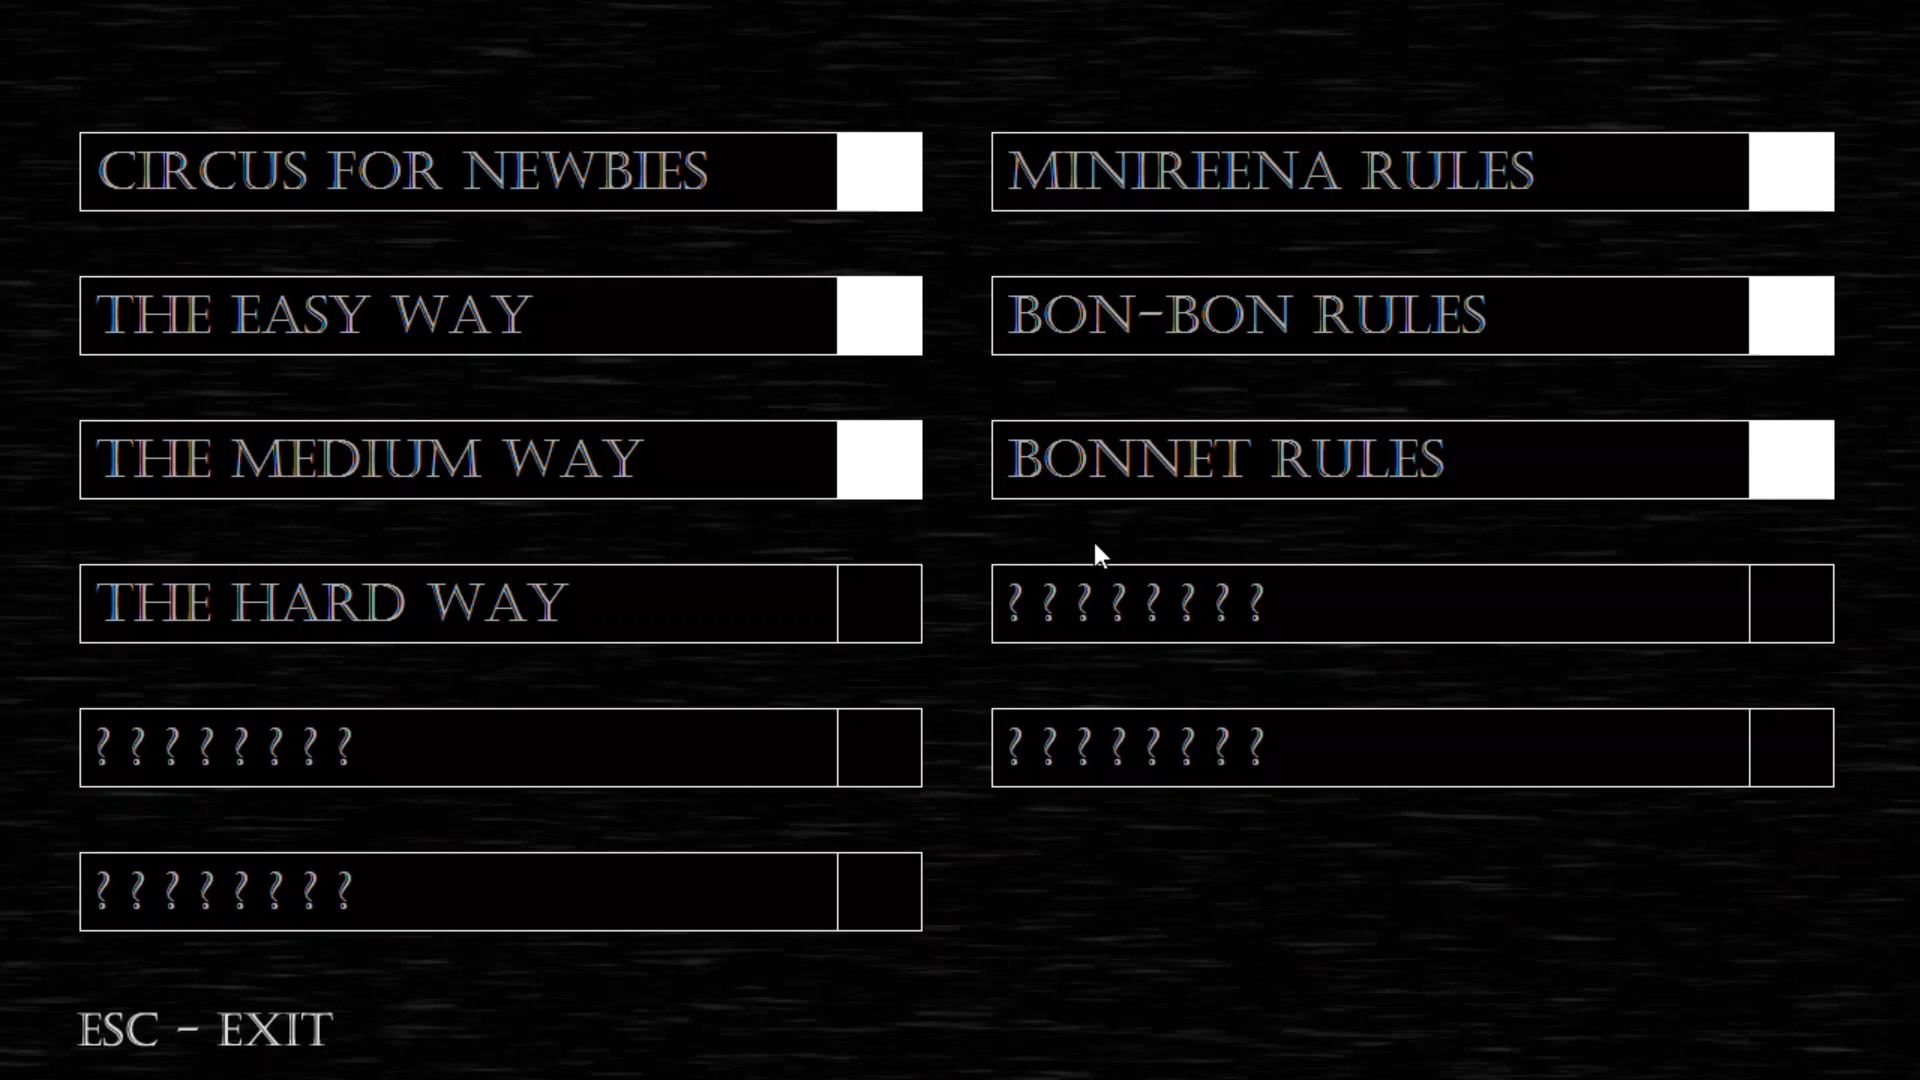 CIRCUS FOR NEWBIES
THE EASY WAY
THE MEDIUM WAY
THE HARD WAY
? ? ? ? ? ? ? ?
? ? ? ? ? ? ? ?
MINIREENA RULES
BON-BON RULES
BONNET RULES
? ? ? ? ? ? ? ?
? ? ? ? ? ? ? ?
ESC - EXIT